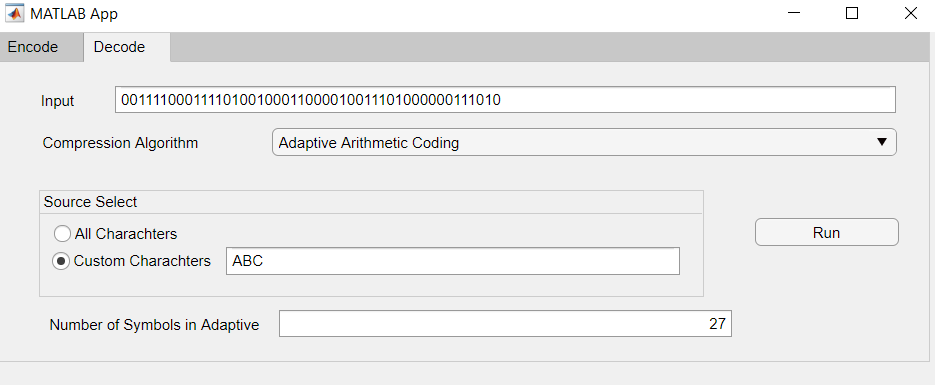 MATLAB App
Encode Decode
Input 00111100011110100100011000010011101000000111010
Compression Algorithm Adaptive Arithmetic Coding
Source Select
All Charachters
Custom Charachters ABC
Run
Number of Symbols in Adaptive 27